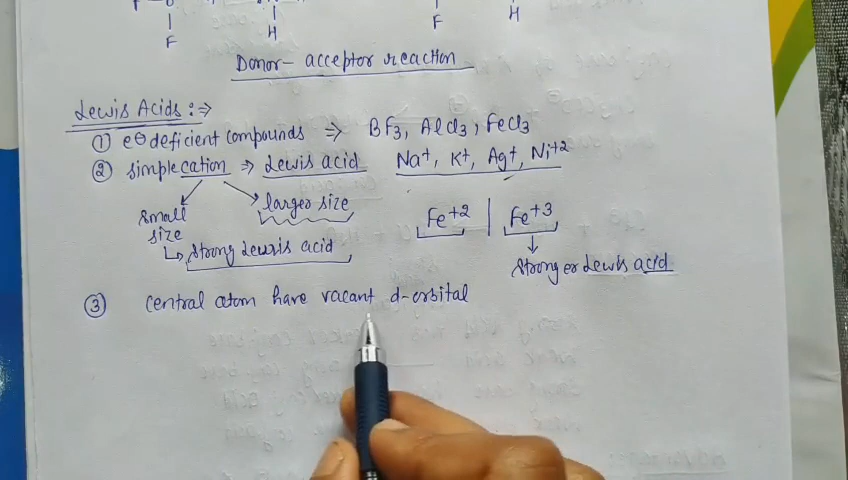 F
F
H
H
Donor- acceptor reaction
Lewis Acids :⇒
① e⊖ deficient compounds ⇒ BF3, AlCl3, FeCl3
② simple cation ⇒ Lewis acid Na+, K+, Ag+, Ni+2
small size
larger size
↳ strong Lewis acid
Fe+2 | Fe+3
↓
stronger Lewis acid
③ central atom have vacant d-orbital